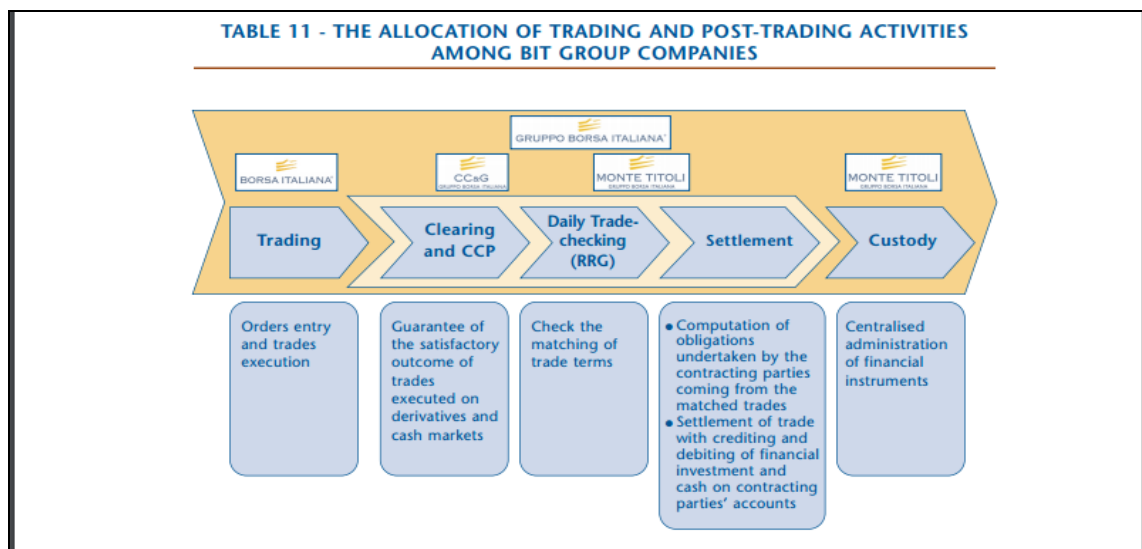 TABLE 11 - THE ALLOCATION OF TRADING AND POST-TRADING ACTIVITIES
AMONG BIT GROUP COMPANIES
GRUPPO BORSA ITALIANA
BORSA ITALIANA
CC&G
GRUPPO BORSA ITALIANA
MONTE TITOLI
GRUPPO BORSA ITALIANA
MONTE TITOLI
GRUPPO BORSA ITALIANA
Trading
Clearing
and CCP
Daily Trade-
checking
(RRG)
Settlement
Custody
Orders entry
and trades
execution
Guarantee of
the satisfactory
outcome of
trades
executed on
derivatives and
cash markets
Check the
matching of
trade terms
● Computation of
obligations
undertaken by the
contracting parties
coming from the
matched trades
● Settlement of trade
with crediting and
debiting of financial
investment and
cash on contracting
parties' accounts
Centralised
administration
of financial
instruments